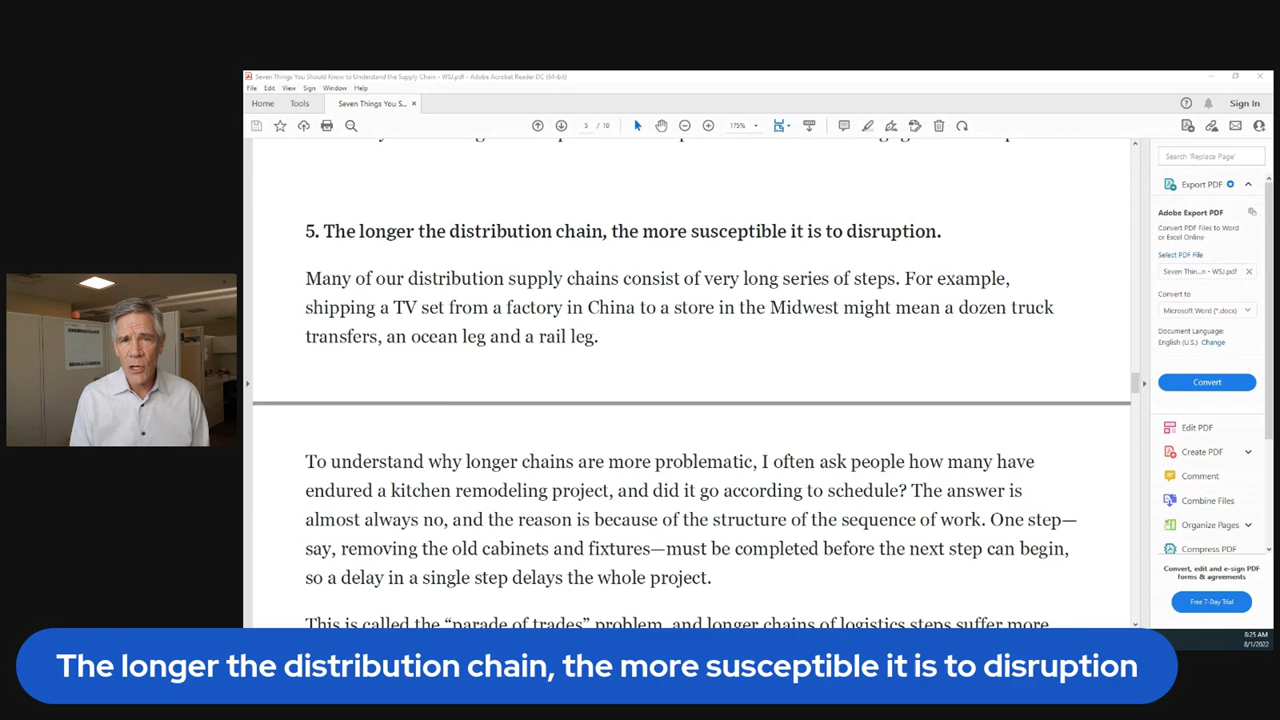 Seven Things You Should Know to Understand the Supply Chain - WSJ.pdf - Adobe Acrobat Reader DC (64-bit)
File Edit View Sign Window Help
Home Tools Seven Things You S... × Sign In
5 / 10 175%
Search 'Replace Page'
Export PDF
Adobe Export PDF
Convert PDF Files to Word
or Excel Online
Select PDF File
Seven Thin...n - WSJ.pdf ×
Convert to
Microsoft Word (*.docx)
Document Language:
English (U.S.) Change
Convert
Edit PDF
Create PDF
Comment
Combine Files
Organize Pages
Compress PDF
Convert, edit and e-sign PDF
forms & agreements
Free 7-Day Trial
5. The longer the distribution chain, the more susceptible it is to disruption.
Many of our distribution supply chains consist of very long series of steps. For example,
shipping a TV set from a factory in China to a store in the Midwest might mean a dozen truck
transfers, an ocean leg and a rail leg.
To understand why longer chains are more problematic, I often ask people how many have
endured a kitchen remodeling project, and did it go according to schedule? The answer is
almost always no, and the reason is because of the structure of the sequence of work. One step—
say, removing the old cabinets and fixtures—must be completed before the next step can begin,
so a delay in a single step delays the whole project.
This is called the “parade of trades” problem, and longer chains of logistics steps suffer more
8:25 AM
8/1/2022
The longer the distribution chain, the more susceptible it is to disruption